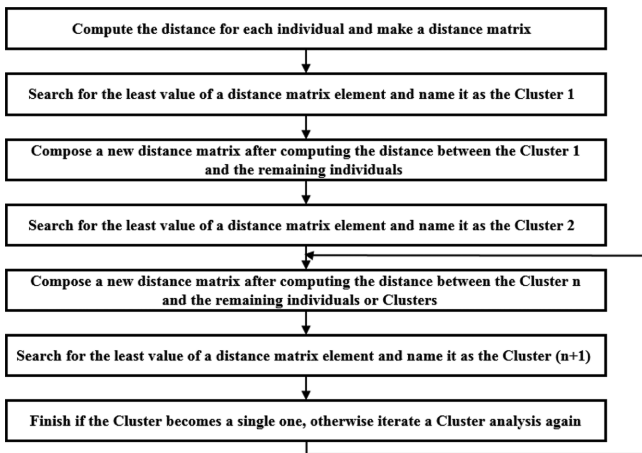 Compute the distance for each individual and make a distance matrix
Search for the least value of a distance matrix element and name it as the Cluster 1
Compose a new distance matrix after computing the distance between the Cluster 1
and the remaining individuals
Search for the least value of a distance matrix element and name it as the Cluster 2
Compose a new distance matrix after computing the distance between the Cluster n
and the remaining individuals or Clusters
Search for the least value of a distance matrix element and name it as the Cluster (n+1)
Finish if the Cluster becomes a single one, otherwise iterate a Cluster analysis again